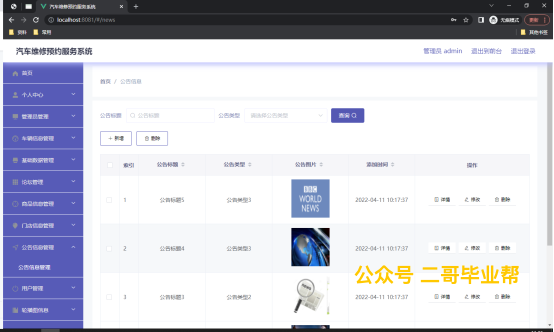 汽车维修预约服务系统
localhost:8081/#/news
无痕模式
更新
资料 常用 其他书签
汽车维修预约服务系统 管理员 admin 退出到前台 退出登录
首页
个人中心
管理员管理
车辆信息管理
基础数据管理
论坛管理
商品信息管理
门店信息管理
公告信息管理
公告信息管理
用户管理
轮播图信息
首页 / 公告信息
公告标题 公告标题 公告类型 请选择公告类型 查询
+ 新增 删除
索引 公告标题 公告类型 公告图片 添加时间 操作
1 公告标题5 公告类型3 BBC WORLD NEWS 2022-04-11 10:17:37 详情 修改 删除
2 公告标题4 公告类型3 2022-04-11 10:17:37 详情 修改 删除
公众号 二哥毕业帮
3 公告标题3 公告类型2 2022-04-11 10:17:37 详情 修改 删除